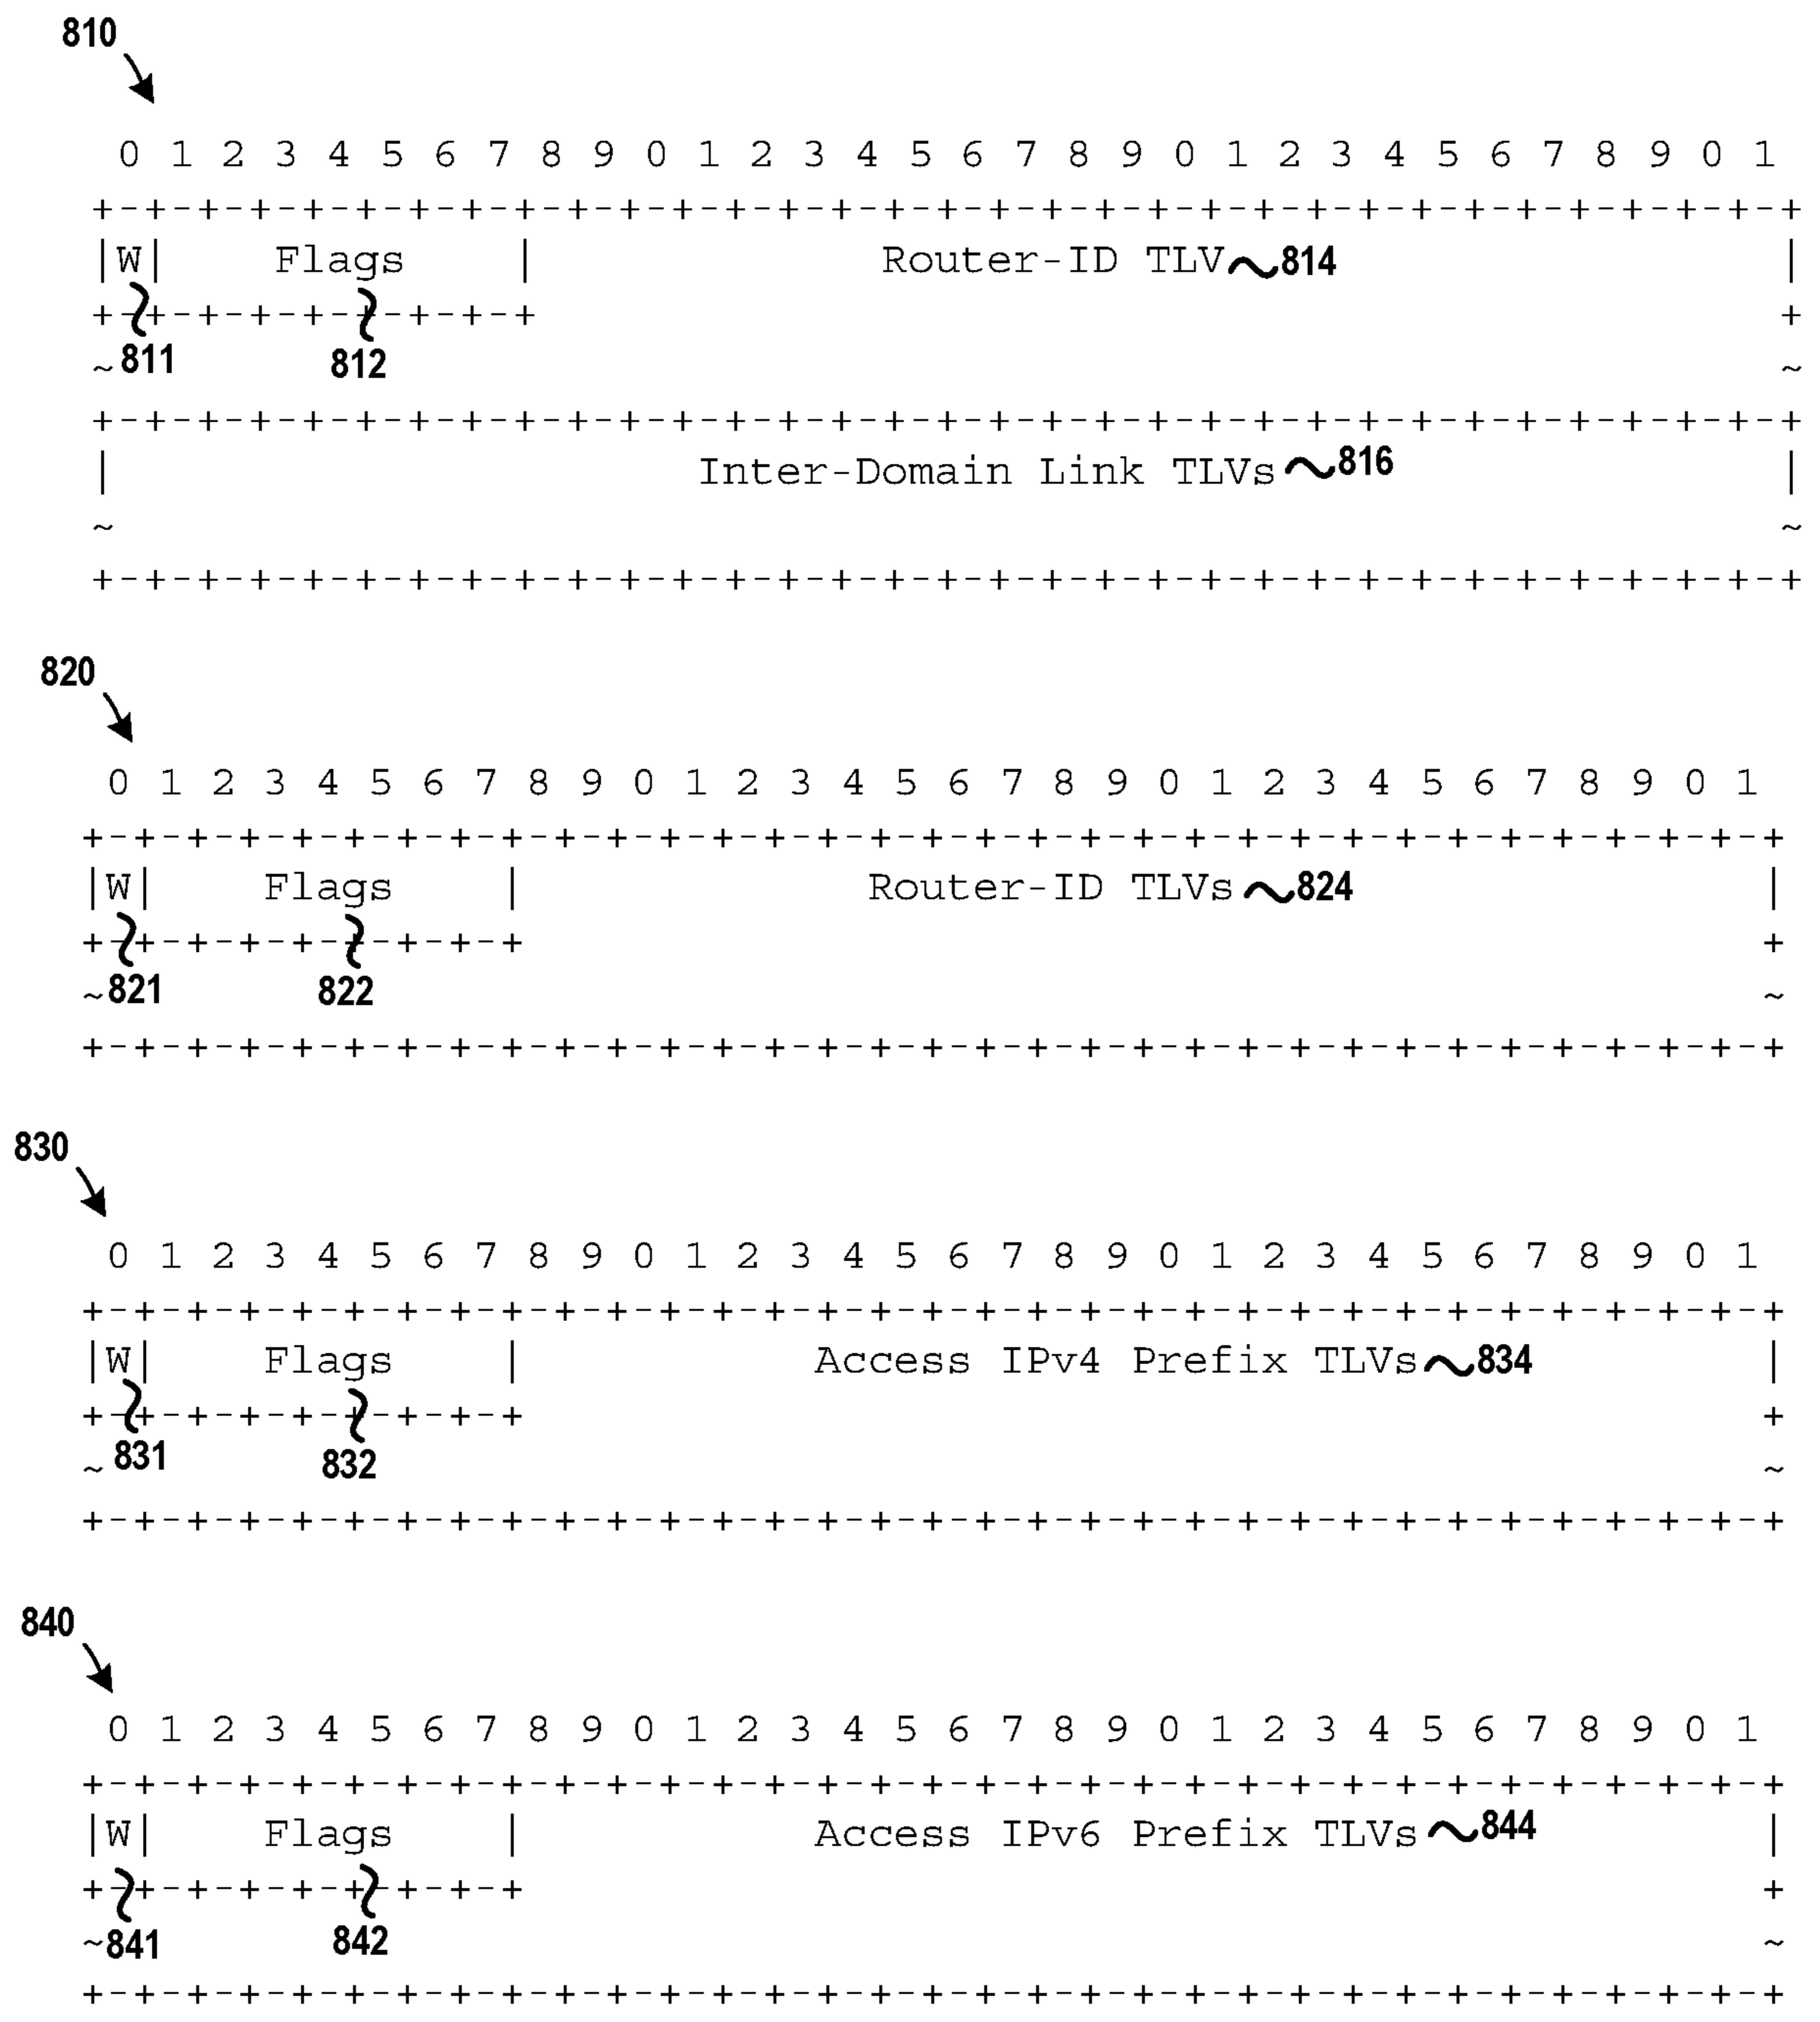 810
0 1 2 3 4 5 6 7 8 9 0 1 2 3 4 5 6 7 8 9 0 1 2 3 4 5 6 7 8 9 0 1
+-+-+-+-+-+-+-+-+-+-+-+-+-+-+-+-+-+-+-+-+-+-+-+-+-+-+-+-+-+-+-+-+
|W| Flags | Router-ID TLV 814 |
+-+-+-+-+-+-+-+-+ +
~ 811 812 ~
+-+-+-+-+-+-+-+-+-+-+-+-+-+-+-+-+-+-+-+-+-+-+-+-+-+-+-+-+-+-+-+-+
| Inter-Domain Link TLVs 816 |
~ ~
+-+-+-+-+-+-+-+-+-+-+-+-+-+-+-+-+-+-+-+-+-+-+-+-+-+-+-+-+-+-+-+-+
820
0 1 2 3 4 5 6 7 8 9 0 1 2 3 4 5 6 7 8 9 0 1 2 3 4 5 6 7 8 9 0 1
+-+-+-+-+-+-+-+-+-+-+-+-+-+-+-+-+-+-+-+-+-+-+-+-+-+-+-+-+-+-+-+-+
|W| Flags | Router-ID TLVs 824 |
+-+-+-+-+-+-+-+-+ +
~ 821 822 ~
+-+-+-+-+-+-+-+-+-+-+-+-+-+-+-+-+-+-+-+-+-+-+-+-+-+-+-+-+-+-+-+-+
830
0 1 2 3 4 5 6 7 8 9 0 1 2 3 4 5 6 7 8 9 0 1 2 3 4 5 6 7 8 9 0 1
+-+-+-+-+-+-+-+-+-+-+-+-+-+-+-+-+-+-+-+-+-+-+-+-+-+-+-+-+-+-+-+-+
|W| Flags | Access IPv4 Prefix TLVs 834 |
+-+-+-+-+-+-+-+-+ +
~ 831 832 ~
+-+-+-+-+-+-+-+-+-+-+-+-+-+-+-+-+-+-+-+-+-+-+-+-+-+-+-+-+-+-+-+-+
840
0 1 2 3 4 5 6 7 8 9 0 1 2 3 4 5 6 7 8 9 0 1 2 3 4 5 6 7 8 9 0 1
+-+-+-+-+-+-+-+-+-+-+-+-+-+-+-+-+-+-+-+-+-+-+-+-+-+-+-+-+-+-+-+-+
|W| Flags | Access IPv6 Prefix TLVs 844 |
+-+-+-+-+-+-+-+-+ +
~ 841 842 ~
+-+-+-+-+-+-+-+-+-+-+-+-+-+-+-+-+-+-+-+-+-+-+-+-+-+-+-+-+-+-+-+-+